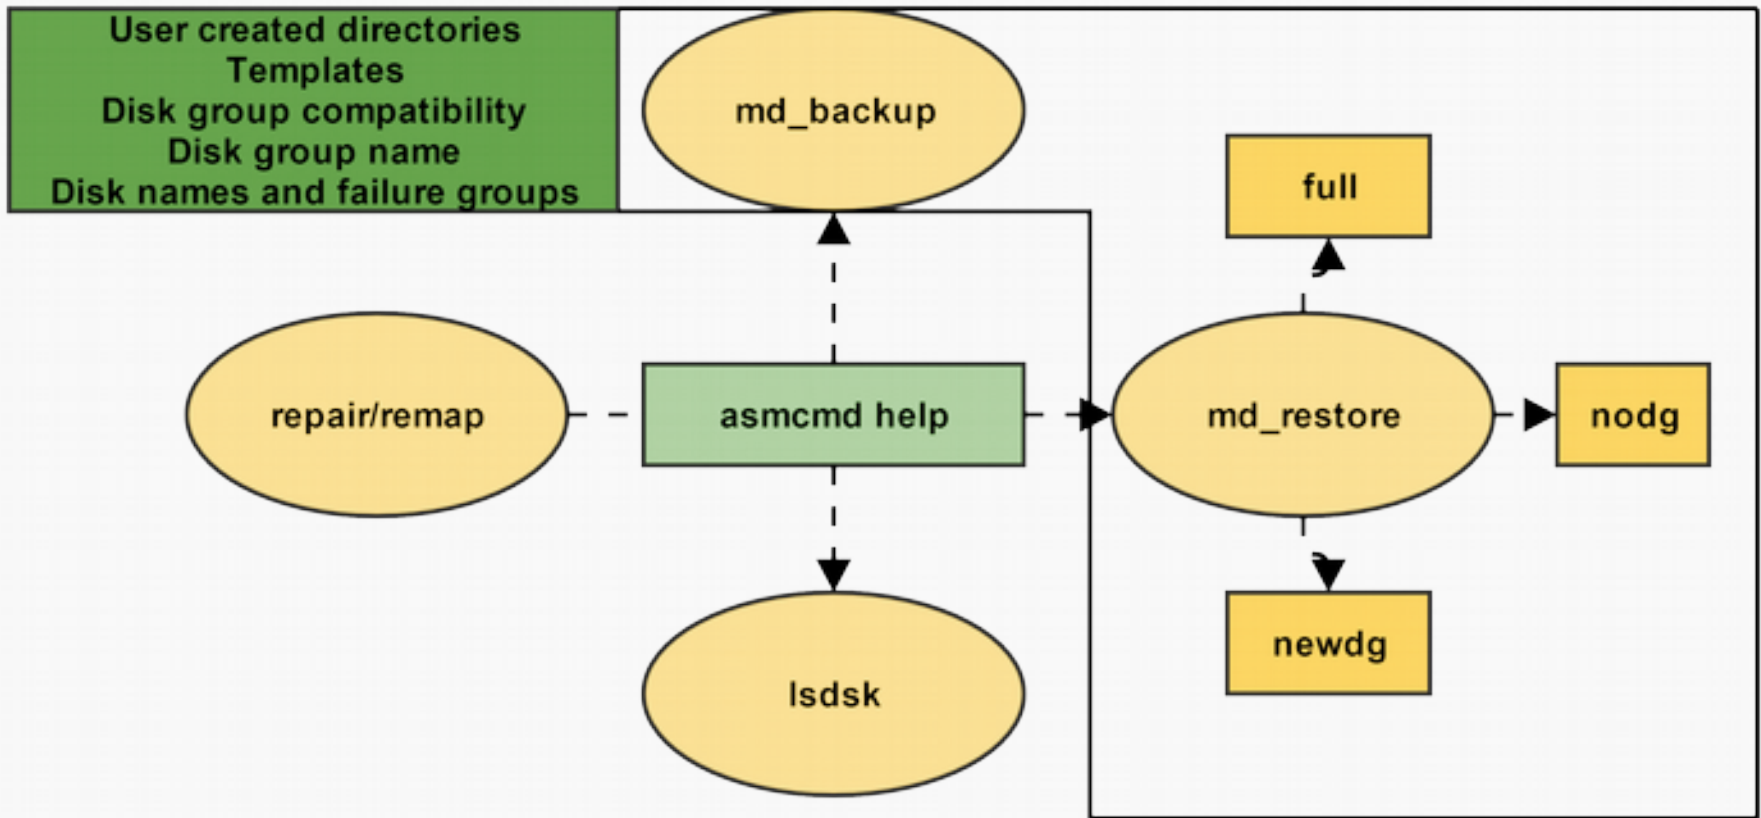 User created directories
Templates
Disk group compatibility
Disk group name
Disk names and failure groups
md_backup
full
repair/remap
asmcmd help
md_restore
nodg
newdg
lsdsk